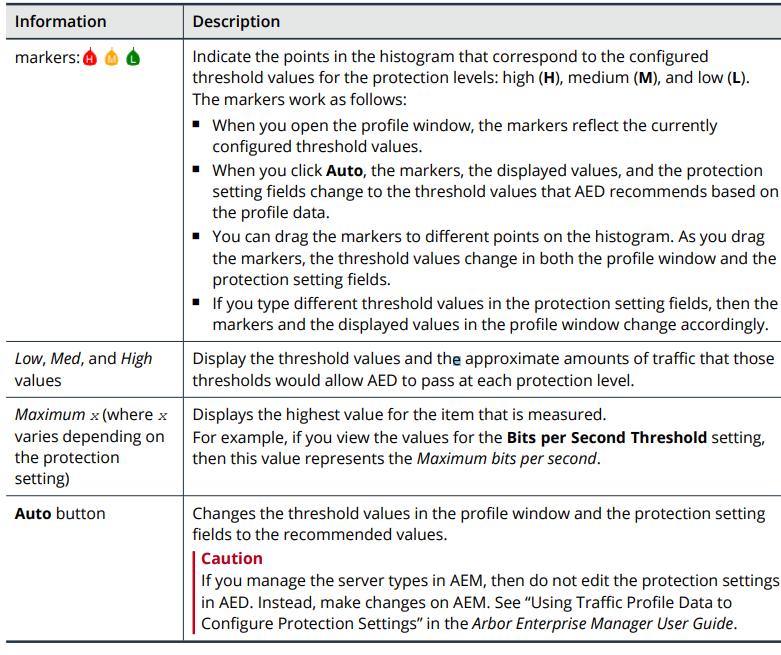 Information Description
markers: H M L
Indicate the points in the histogram that correspond to the configured
threshold values for the protection levels: high (H), medium (M), and low (L).
The markers work as follows:
■ When you open the profile window, the markers reflect the currently
configured threshold values.
■ When you click Auto, the markers, the displayed values, and the protection
setting fields change to the threshold values that AED recommends based on
the profile data.
■ You can drag the markers to different points on the histogram. As you drag
the markers, the threshold values change in both the profile window and the
protection setting fields.
■ If you type different threshold values in the protection setting fields, then the
markers and the displayed values in the profile window change accordingly.
Low, Med, and High
values
Display the threshold values and the approximate amounts of traffic that those
thresholds would allow AED to pass at each protection level.
Maximum x (where x
varies depending on
the protection
setting)
Displays the highest value for the item that is measured.
For example, if you view the values for the Bits per Second Threshold setting,
then this value represents the Maximum bits per second.
Auto button
Changes the threshold values in the profile window and the protection setting
fields to the recommended values.
Caution
If you manage the server types in AEM, then do not edit the protection settings
in AED. Instead, make changes on AEM. See “Using Traffic Profile Data to
Configure Protection Settings” in the Arbor Enterprise Manager User Guide.